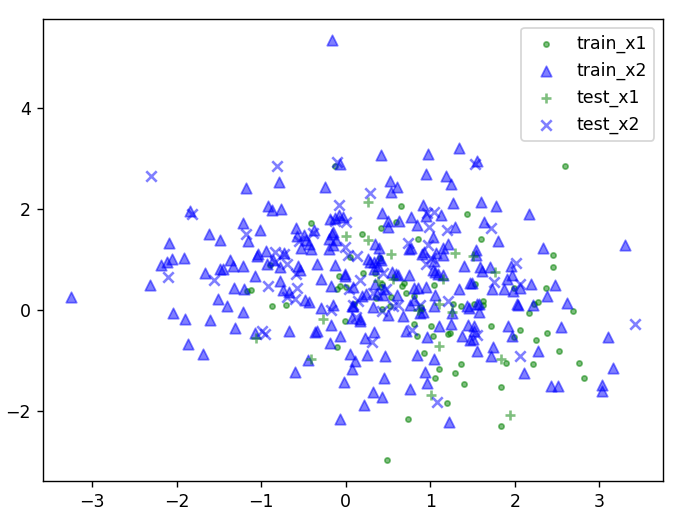 train_x1
train_x2
test_x1
test_x2
4
2
0
−2
−3 −2 −1 0 1 2 3